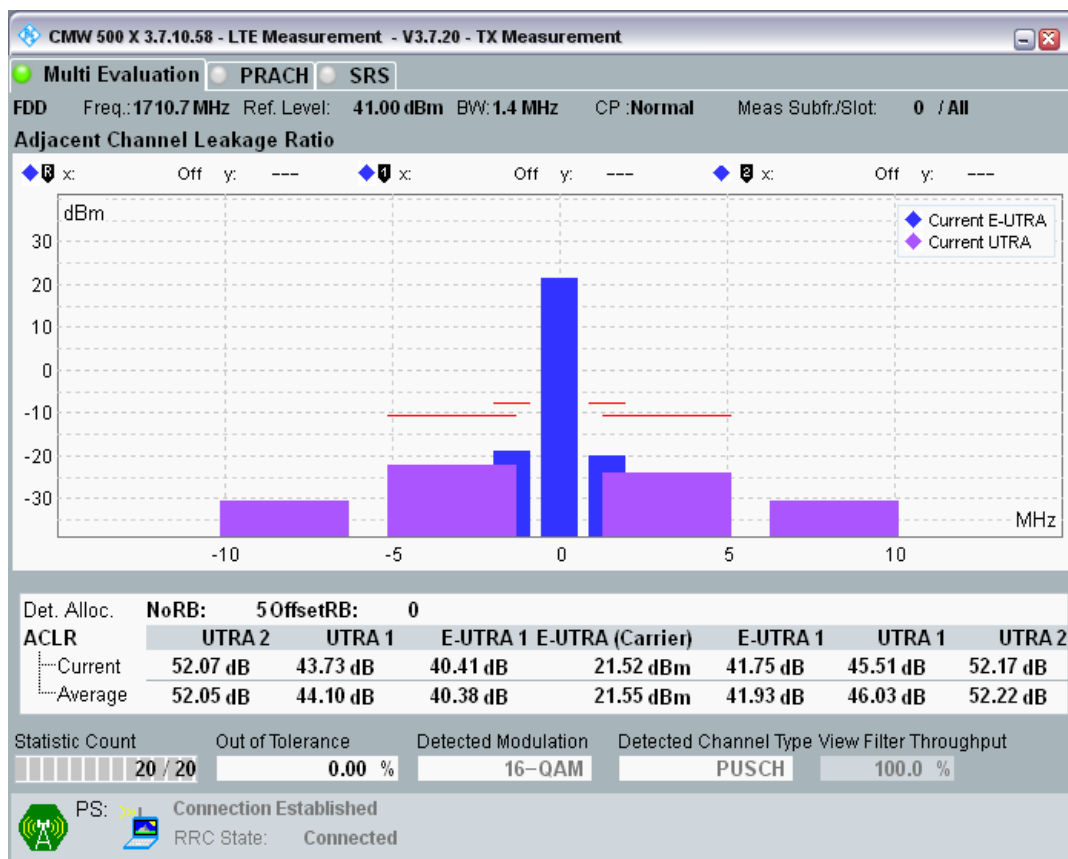 CMW 500 X 3.7.10.58 - LTE Measurement - V3.7.20 - TX Measurement
Multi Evaluation PRACH SRS
FDD Freq.: 1710.7 MHz Ref. Level: 41.00 dBm BW: 1.4 MHz CP :Normal Meas Subfr./Slot: 0 / All
Adjacent Channel Leakage Ratio
R x: Off y: --- 1 x: Off y: --- 2 x: Off y: ---
dBm
Current E-UTRA
Current UTRA
30
20
10
0
-10
-20
-30
MHz
-10 -5 0 5 10
Det. Alloc. NoRB: 5 OffsetRB: 0
ACLR UTRA 2 UTRA 1 E-UTRA 1 E-UTRA (Carrier) E-UTRA 1 UTRA 1 UTRA 2
Current 52.07 dB 43.73 dB 40.41 dB 21.52 dBm 41.75 dB 45.51 dB 52.17 dB
Average 52.05 dB 44.10 dB 40.38 dB 21.55 dBm 41.93 dB 46.03 dB 52.22 dB
Statistic Count Out of Tolerance Detected Modulation Detected Channel Type View Filter Throughput
20 / 20 0.00 % 16-QAM PUSCH 100.0 %
PS: Connection Established
RRC State: Connected